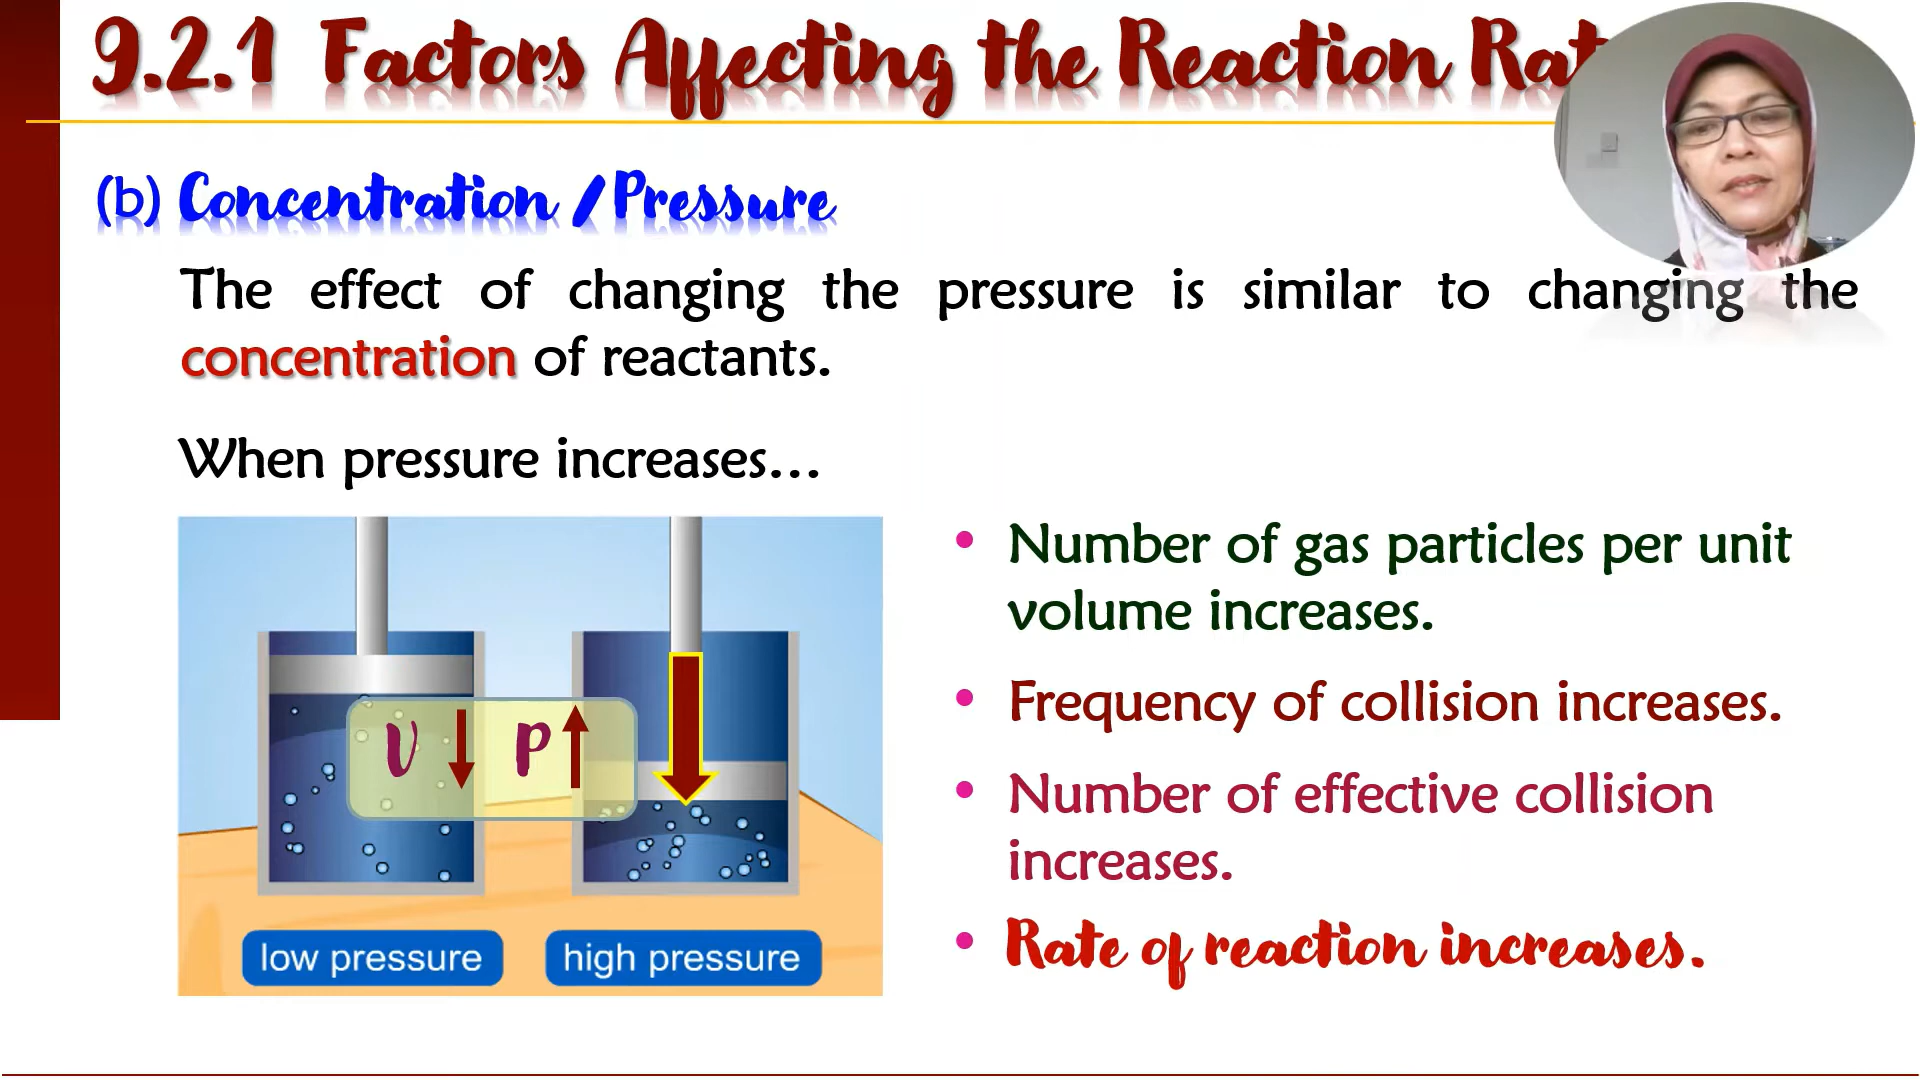 9.2.1 Factors Affecting the Reaction Rat
(b) Concentration / Pressure
The effect of changing the pressure is similar to changing the
concentration of reactants.
When pressure increases...
• Number of gas particles per unit
volume increases.
• Frequency of collision increases.
• Number of effective collision
increases.
• Rate of reaction increases.
V ↓ P ↑
low pressure
high pressure